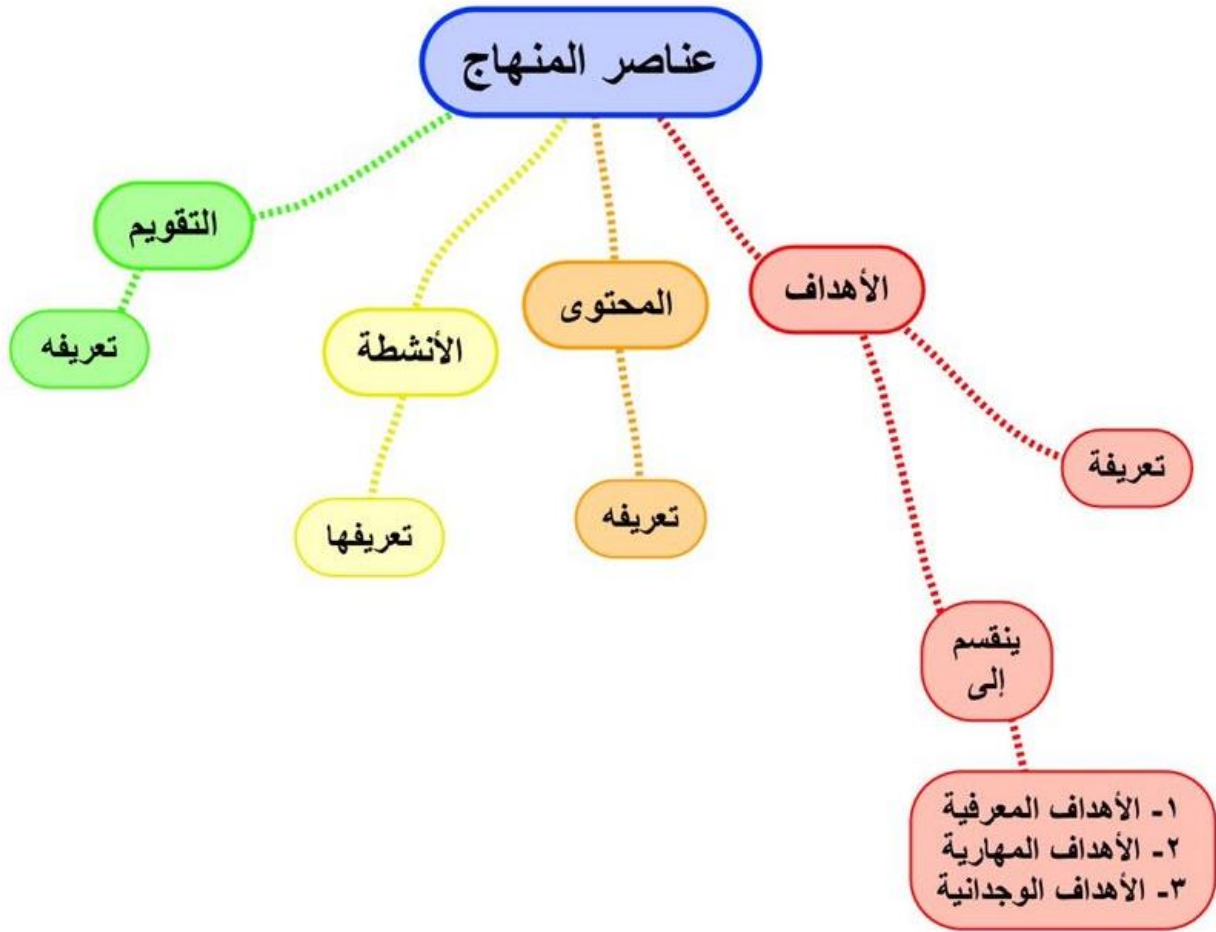 عناصر المنهاج
الأهداف
تعريفة
ينقسم
إلى
١- الأهداف المعرفية
٢- الأهداف المهارية
٣- الأهداف الوجدانية
المحتوى
تعريفه
الأنشطة
تعريفها
التقويم
تعريفه